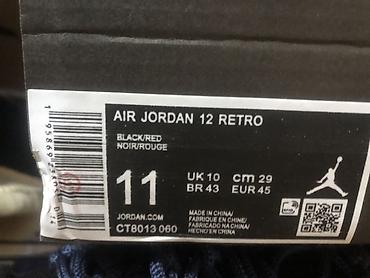 AIR JORDAN 12 RETRO
BLACK/RED
NOIR/ROUGE
11
UK 10 cm 29
BR 43 EUR 45
JORDAN.COM
CT8013 060
MADE IN CHINA/
FABRIQUE EN CHINE/
FABRICADO NA CHINA/
HECHO EN CHINA